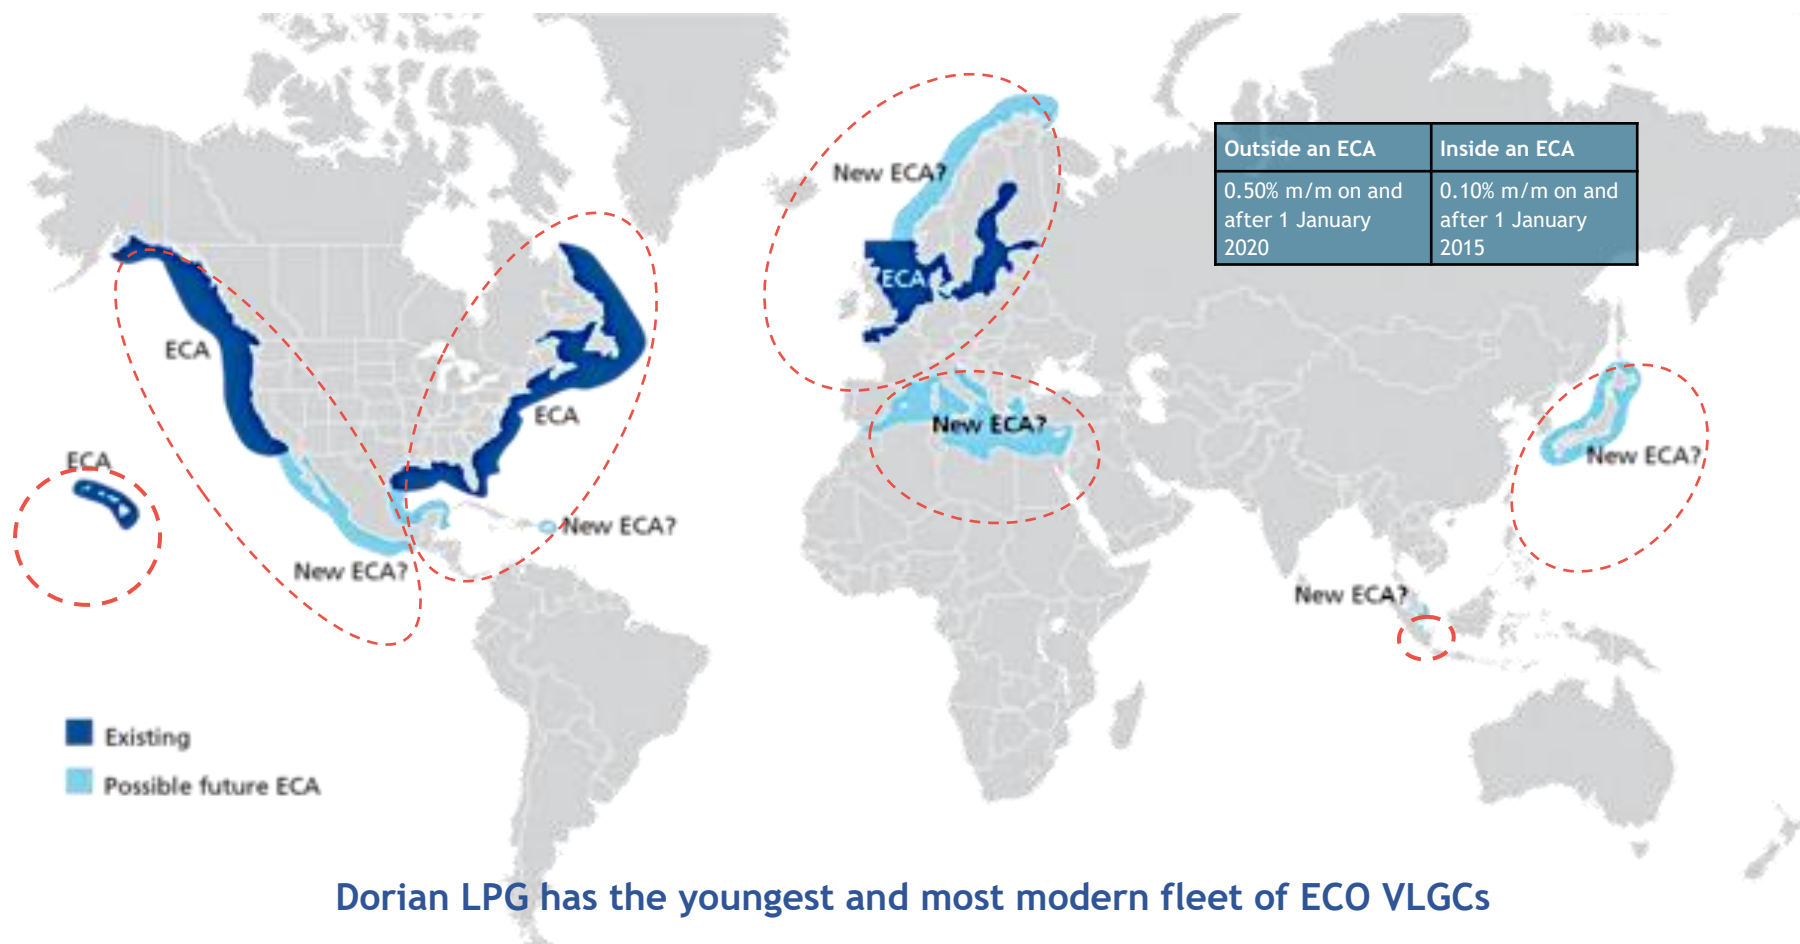 New ECA?
Outside an ECA
Inside an ECA
0.50% m/m on and
after 1 January
2020
0.10% m/m on and
after 1 January
2015
ECA
ECA
ECA
New ECA?
ECA
New ECA?
New ECA?
New ECA?
New ECA?
Existing
Possible future ECA
Dorian LPG has the youngest and most modern fleet of ECO VLGCs